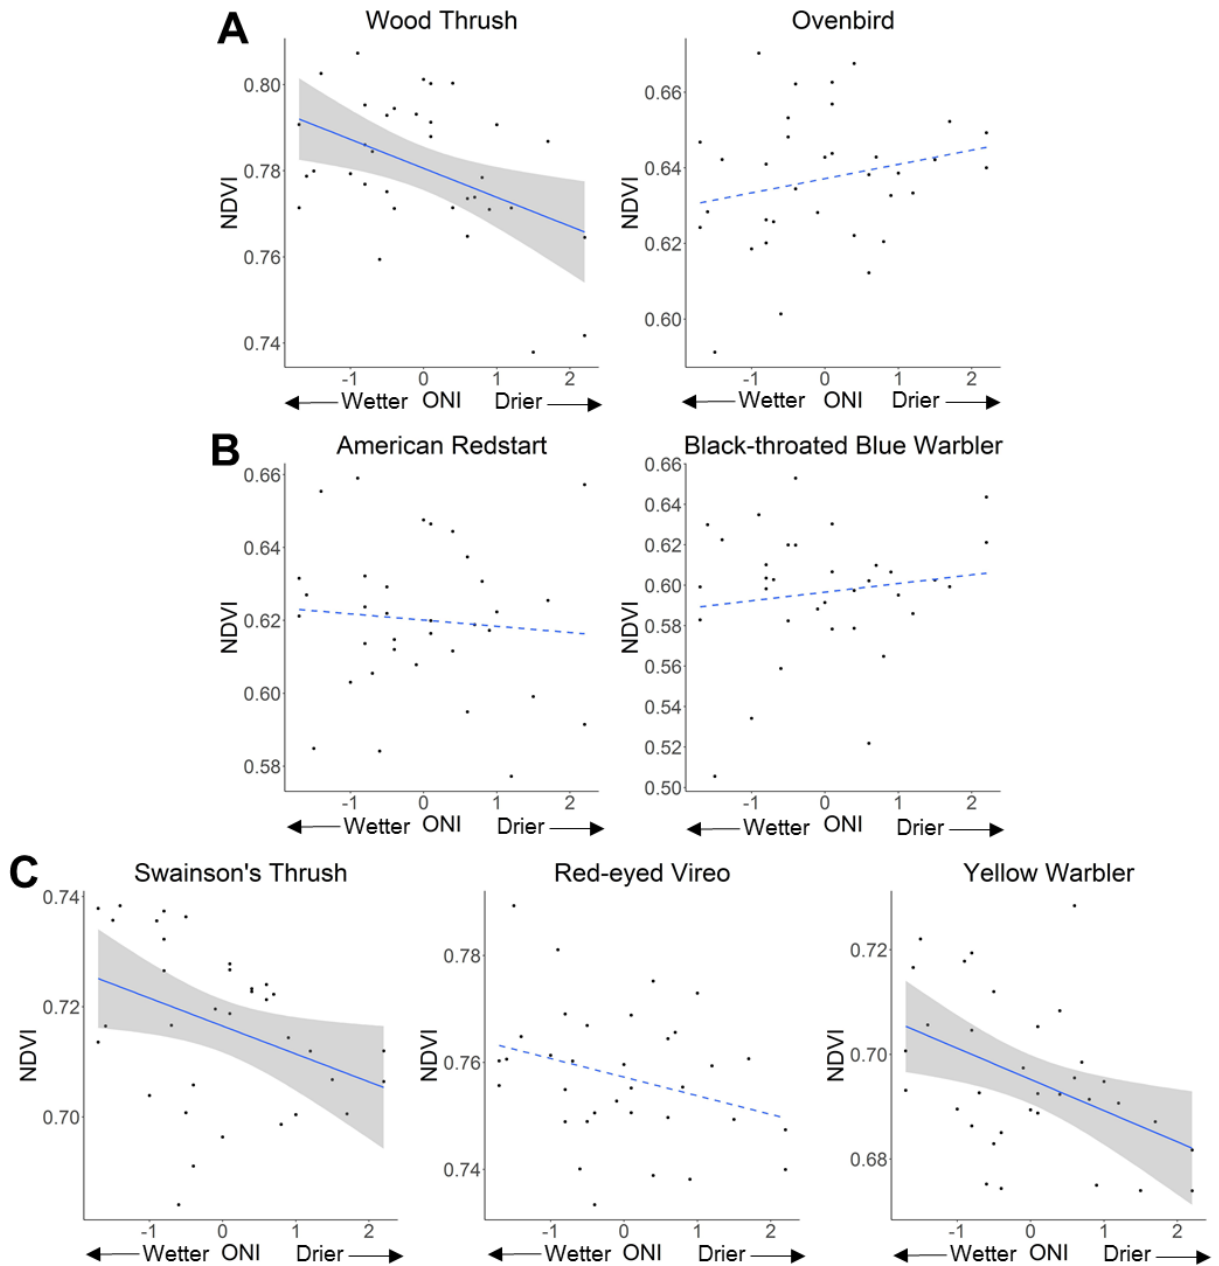 A
Wood Thrush
Ovenbird
NDVI
0.80
0.78
0.76
0.74
-1 0 1 2
Wetter ONI Drier
NDVI
0.66
0.64
0.62
0.60
-1 0 1 2
Wetter ONI Drier
B
American Redstart
Black-throated Blue Warbler
NDVI
0.66
0.64
0.62
0.60
0.58
-1 0 1 2
Wetter ONI Drier
NDVI
0.66
0.64
0.62
0.60
0.58
0.56
0.54
0.52
0.50
-1 0 1 2
Wetter ONI Drier
C
Swainson's Thrush
Red-eyed Vireo
Yellow Warbler
NDVI
0.74
0.72
0.70
-1 0 1 2
Wetter ONI Drier
NDVI
0.78
0.76
0.74
-1 0 1 2
Wetter ONI Drier
NDVI
0.72
0.70
0.68
-1 0 1 2
Wetter ONI Drier